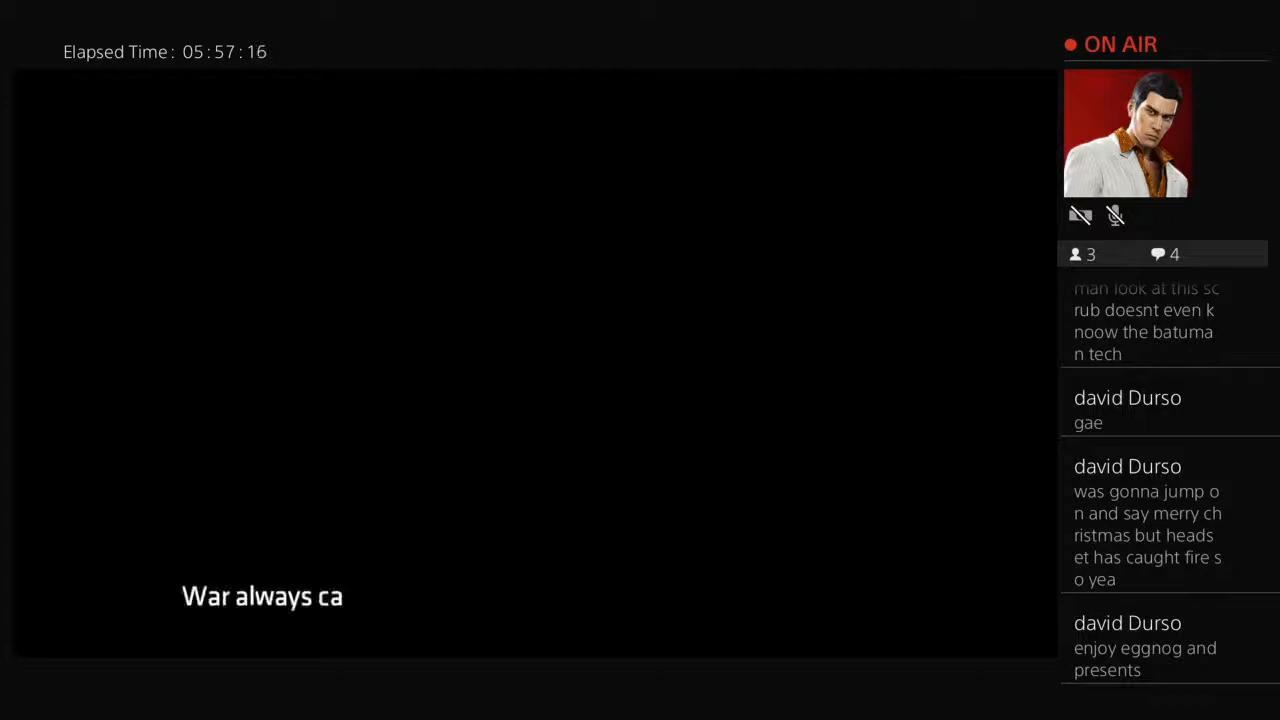 Elapsed Time: 05:57:16
ON AIR
3 4
man look at this sc
rub doesnt even k
noow the batuma
n tech
david Durso
gae
david Durso
was gonna jump o
n and say merry ch
ristmas but heads
et has caught fire s
o yea
david Durso
enjoy eggnog and
presents
War always ca